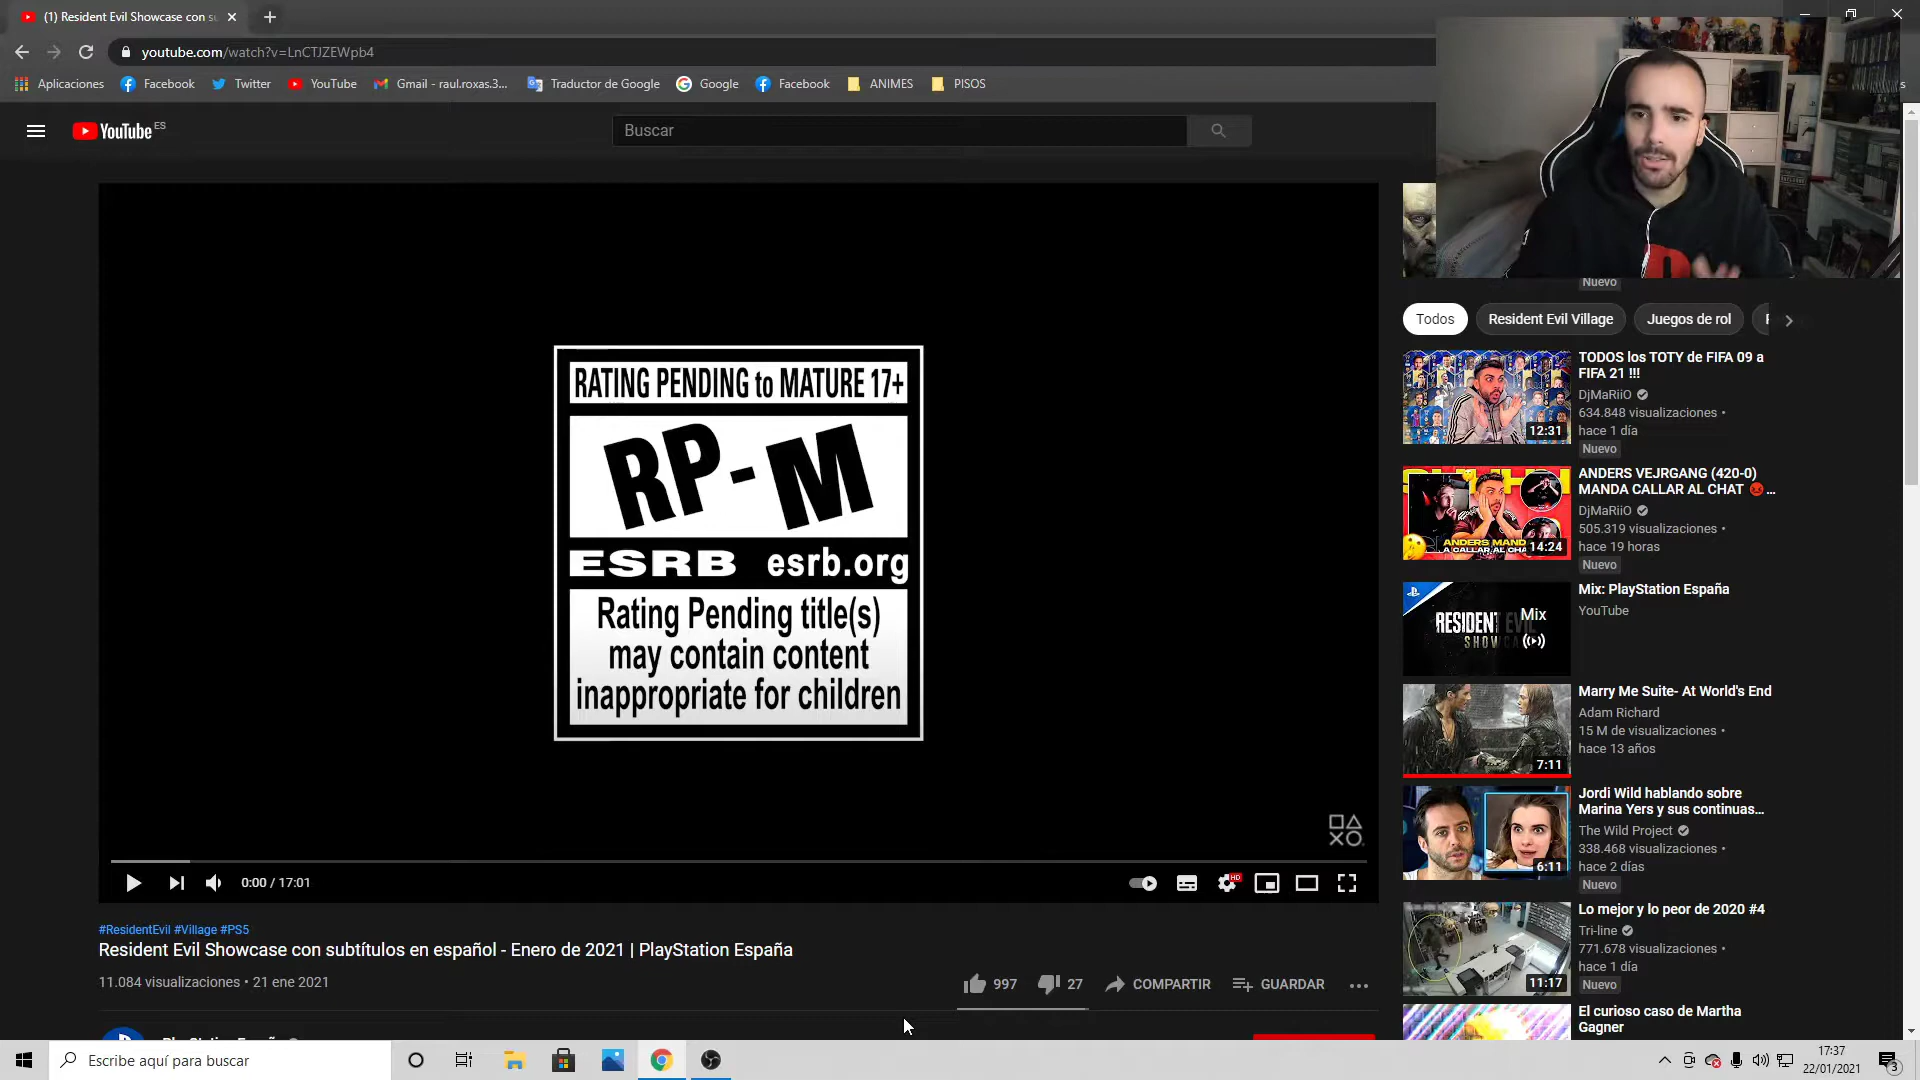 (1) Resident Evil Showcase con su
youtube.com/watch?v=LnCTJZEWpb4
Aplicaciones
Facebook
Twitter
YouTube
Gmail - raul.roxas.3...
Traductor de Google
Google
Facebook
ANIMES
PISOS
YouTube ES
Buscar
RATING PENDING to MATURE 17+
RP-M
ESRB esrb.org
Rating Pending title(s)
may contain content
inappropriate for children
0:00 / 17:01
HD
#ResidentEvil #Village #PS5
Resident Evil Showcase con subtítulos en español - Enero de 2021 | PlayStation España
11.084 visualizaciones • 21 ene 2021
997
27
COMPARTIR
GUARDAR
Nuevo
Todos
Resident Evil Village
Juegos de rol
12:31
TODOS los TOTY de FIFA 09 a
FIFA 21 !!!
DjMaRiiO
634.848 visualizaciones •
hace 1 día
Nuevo
ANDERS MAND
A CALLAR AL CHA
14:24
ANDERS VEJRGANG (420-0)
MANDA CALLAR AL CHAT 😡 ...
DjMaRiiO
505.319 visualizaciones •
hace 19 horas
Nuevo
RESIDENT EVIL
SHOWCA
Mix
Mix: PlayStation España
YouTube
7:11
Marry Me Suite- At World's End
Adam Richard
15 M de visualizaciones •
hace 13 años
6:11
Jordi Wild hablando sobre
Marina Yers y sus continuas...
The Wild Project
338.468 visualizaciones •
hace 2 días
Nuevo
11:17
Lo mejor y lo peor de 2020 #4
Tri-line
771.678 visualizaciones •
hace 1 día
Nuevo
El curioso caso de Martha
Gagner
Escribe aquí para buscar
17:37
22/01/2021
3